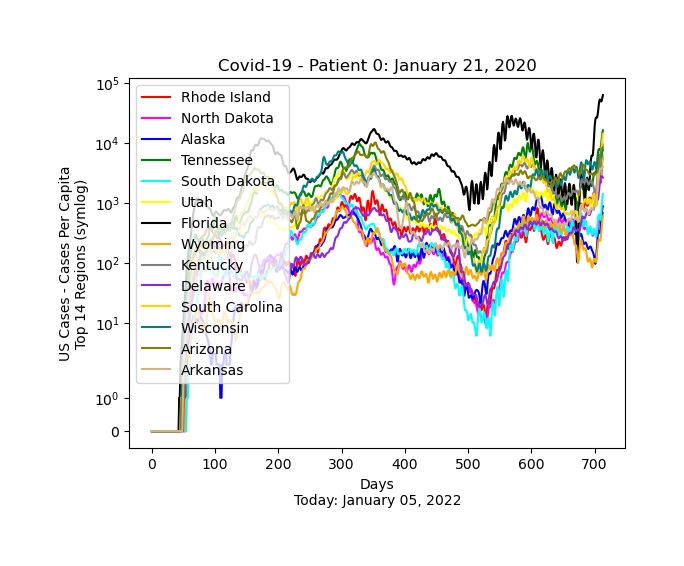 Covid-19 - Patient 0: January 21, 2020
US Cases - Cases Per Capita
Top 14 Regions (symlog)
10^5
10^4
10^3
10^2
10^1
10^0
0
Rhode Island
North Dakota
Alaska
Tennessee
South Dakota
Utah
Florida
Wyoming
Kentucky
Delaware
South Carolina
Wisconsin
Arizona
Arkansas
0 100 200 300 400 500 600 700
Days
Today: January 05, 2022